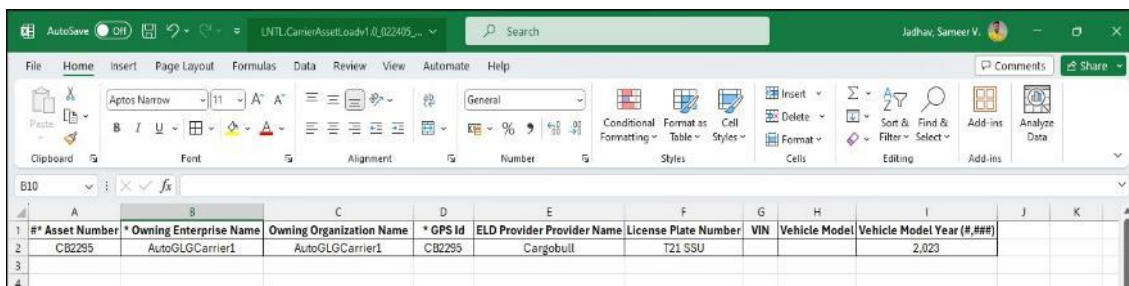 AutoSave Off LNTL.CarrierAssetLoadv1.0_022405_... Search Jadhav, Sameer V.
File Home Insert Page Layout Formulas Data Review View Automate Help Comments Share
Paste Aptos Narrow 11 A A General Conditional Formatting Format as Table Cell Styles Insert Delete Format Sort & Filter Find & Select Add-ins Analyze Data
B I U A % 9
Clipboard Font Alignment Number Styles Cells Editing Add-ins
B10 fx
A B C D E F G H I J K
1 #* Asset Number * Owning Enterprise Name Owning Organization Name * GPS Id ELD Provider Provider Name License Plate Number VIN Vehicle Model Vehicle Model Year (#,###)
2 CB2295 AutoGLGCarrier1 AutoGLGCarrier1 CB2295 Cargobull T21 SSU 2,023
3
4